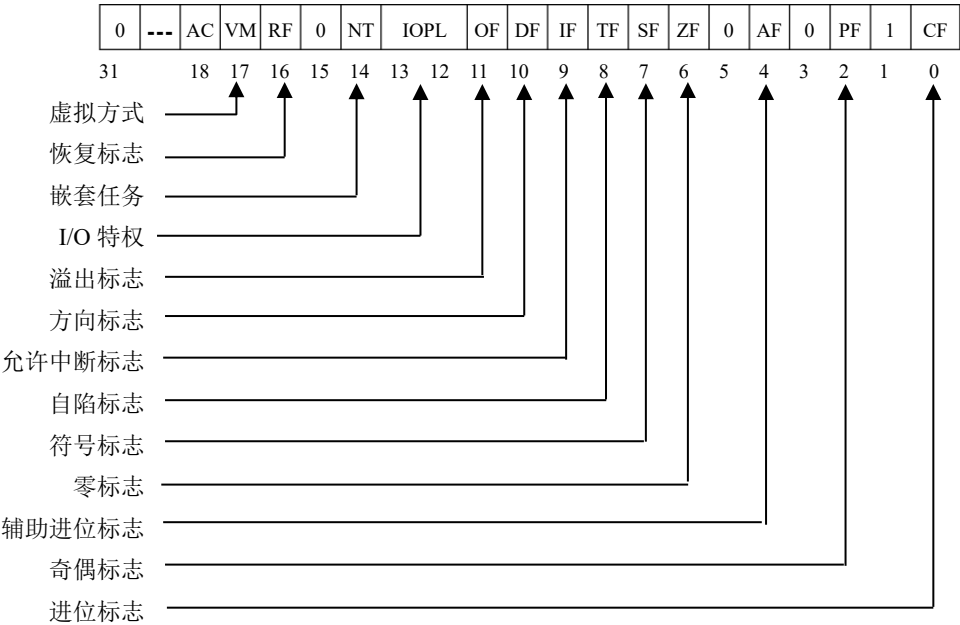 0 --- AC VM RF 0 NT IOPL OF DF IF TF SF ZF 0 AF 0 PF 1 CF
31 18 17 16 15 14 13 12 11 10 9 8 7 6 5 4 3 2 1 0
虚拟方式
恢复标志
嵌套任务
I/O 特权
溢出标志
方向标志
允许中断标志
自陷标志
符号标志
零标志
辅助进位标志
奇偶标志
进位标志